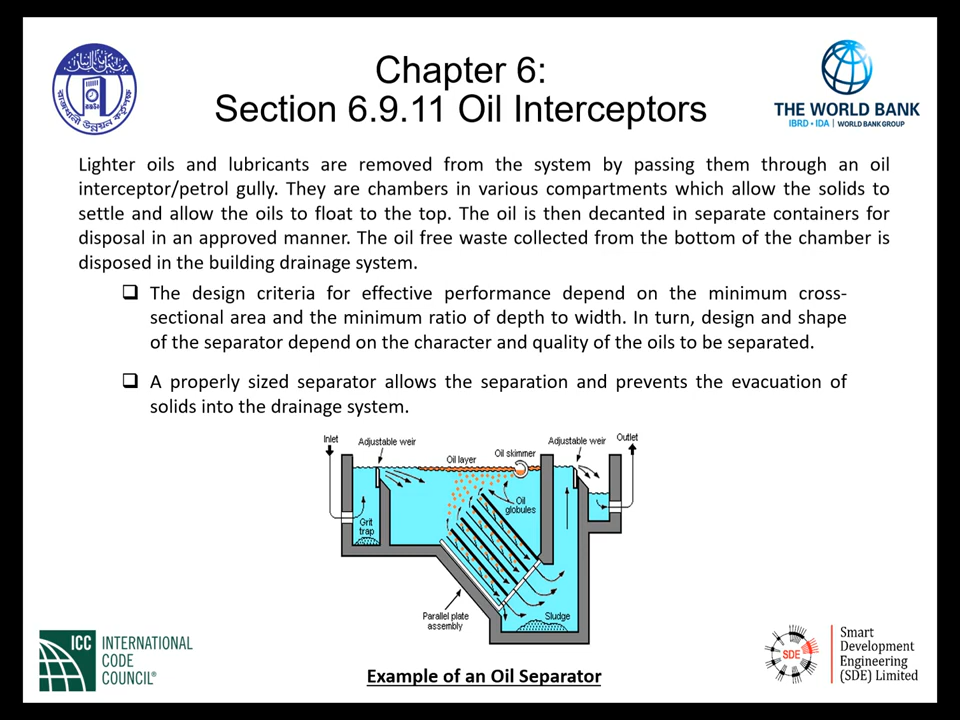 Chapter 6:
Section 6.9.11 Oil Interceptors
রাজধানী উন্নয়ন কর্তৃপক্ষ
THE WORLD BANK
IBRD • IDA | WORLD BANK GROUP
Lighter oils and lubricants are removed from the system by passing them through an oil
interceptor/petrol gully. They are chambers in various compartments which allow the solids to
settle and allow the oils to float to the top. The oil is then decanted in separate containers for
disposal in an approved manner. The oil free waste collected from the bottom of the chamber is
disposed in the building drainage system.
❑ The design criteria for effective performance depend on the minimum cross-
sectional area and the minimum ratio of depth to width. In turn, design and shape
of the separator depend on the character and quality of the oils to be separated.
❑ A properly sized separator allows the separation and prevents the evacuation of
solids into the drainage system.
Inlet
Adjustable weir
Oil layer
Oil skimmer
Adjustable weir
Outlet
Oil
globules
Grit
trap
Parallel plate
assembly
Sludge
Example of an Oil Separator
ICC INTERNATIONAL
CODE
COUNCIL®
SDE
Smart
Development
Engineering
(SDE) Limited